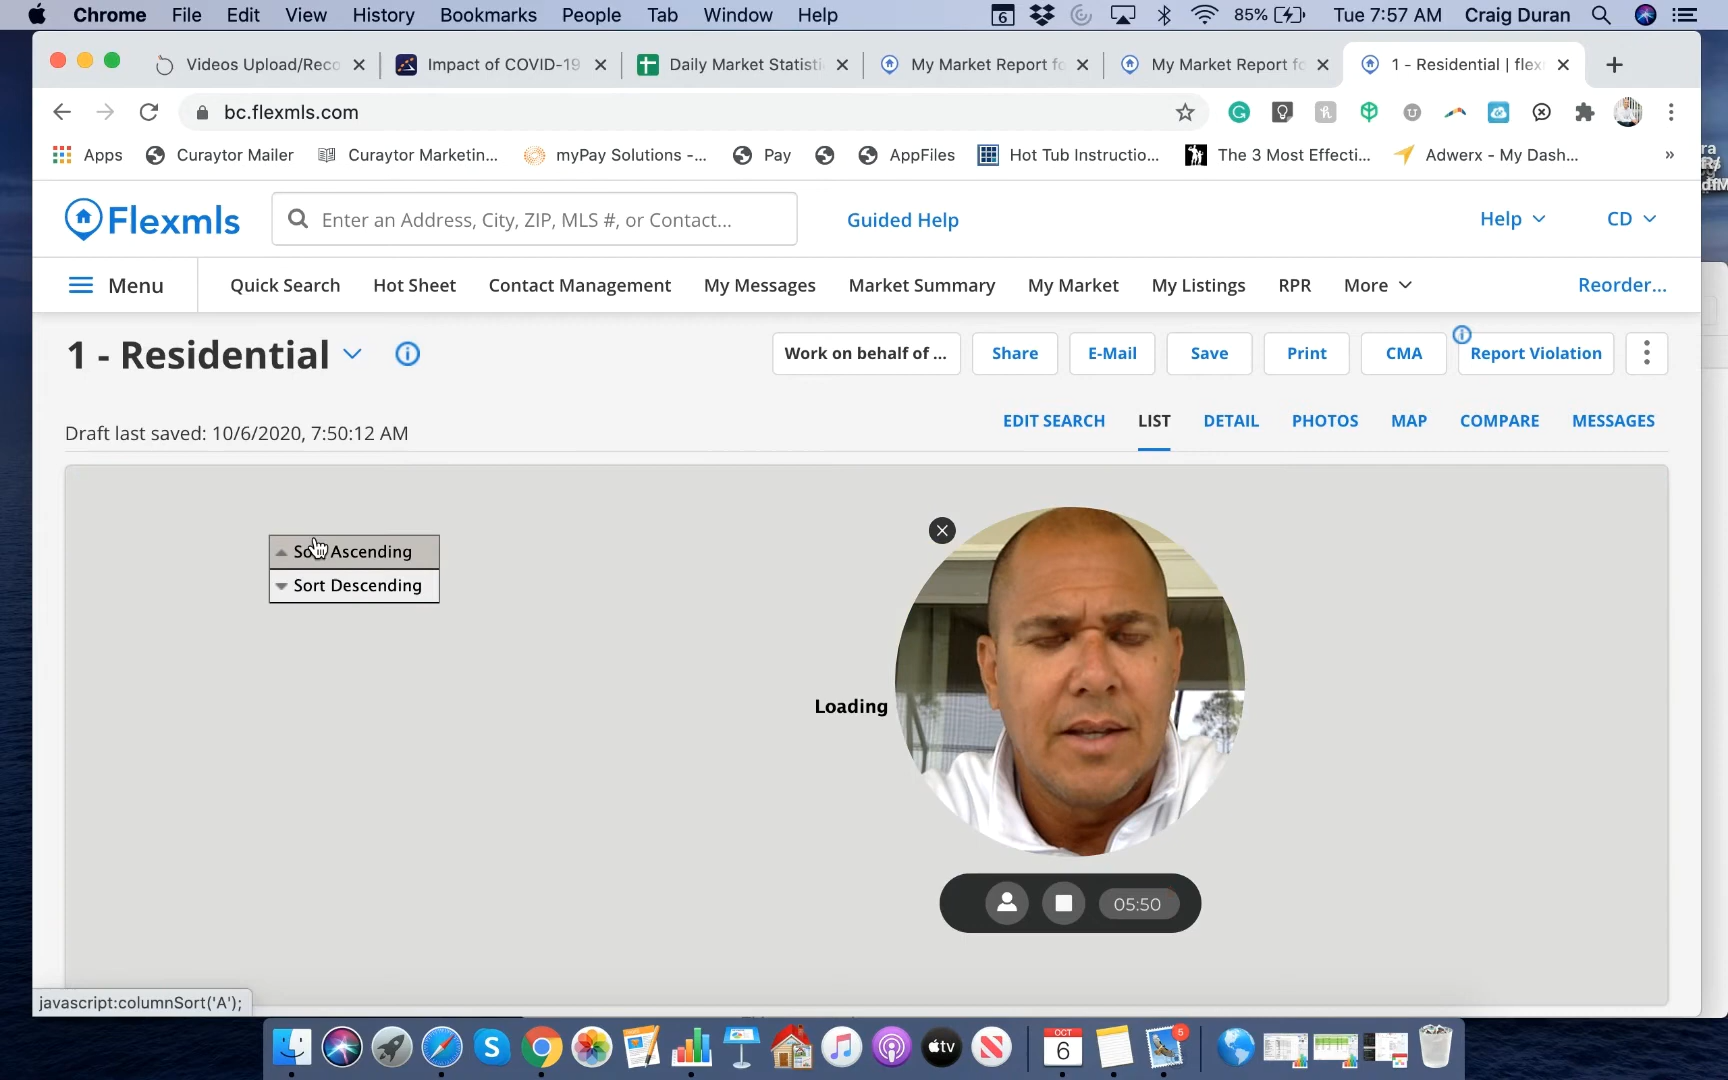 Chrome File Edit View History Bookmarks People Tab Window Help 6 85% Tue 7:57 AM Craig Duran
Videos Upload/Reco Impact of COVID-19 Daily Market Statisti My Market Report fo My Market Report fo 1 - Residential | flex
bc.flexmls.com
Apps Curaytor Mailer Curaytor Marketin... myPay Solutions -... Pay AppFiles Hot Tub Instructio... The 3 Most Effecti... Adwerx - My Dash... »
Flexmls Enter an Address, City, ZIP, MLS #, or Contact... Guided Help Help CD
Menu Quick Search Hot Sheet Contact Management My Messages Market Summary My Market My Listings RPR More Reorder...
1 - Residential Work on behalf of ... Share E-Mail Save Print CMA Report Violation
Draft last saved: 10/6/2020, 7:50:12 AM EDIT SEARCH LIST DETAIL PHOTOS MAP COMPARE MESSAGES
Sort Ascending
Sort Descending
Loading
05:50
javascript:columnSort('A');
OCT
6
tv
5